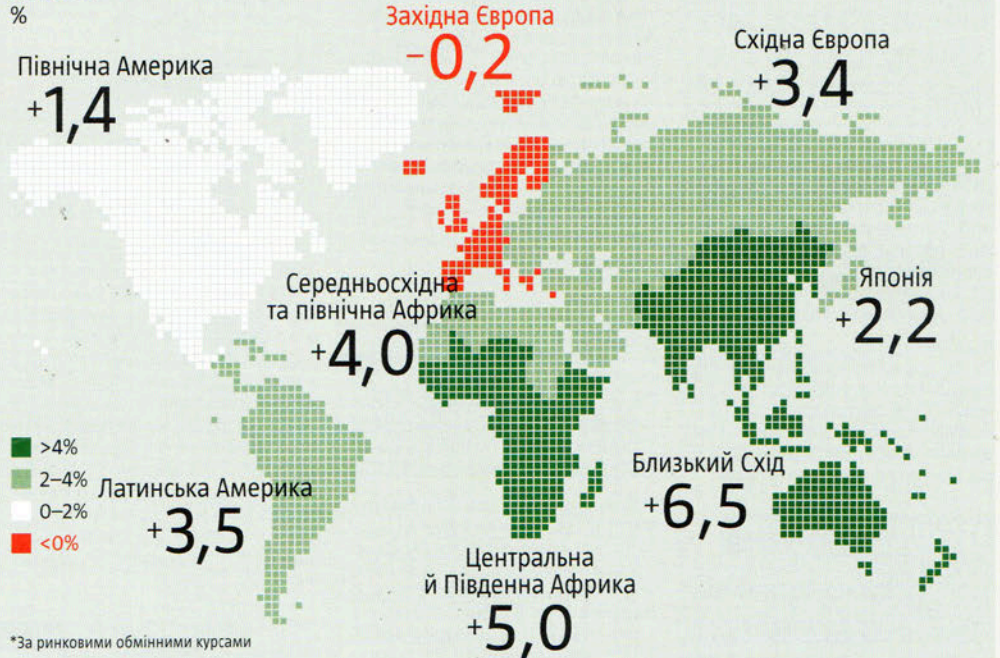 %
Західна Європа
−0,2
Східна Європа
+3,4
Північна Америка
+1,4
Середньосхідна
та північна Африка
+4,0
Японія
+2,2
>4%
2–4%
0–2%
<0%
Латинська Америка
+3,5
Близький Схід
+6,5
Центральна
й Південна Африка
+5,0
*За ринковими обмінними курсами